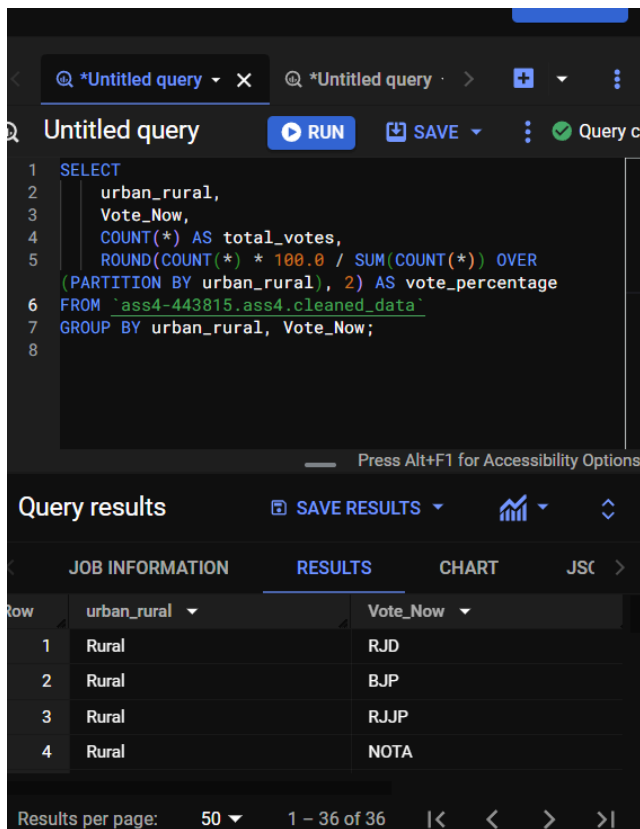 *Untitled query
*Untitled query
Untitled query RUN SAVE Query c
1 SELECT
2 urban_rural,
3 Vote_Now,
4 COUNT(*) AS total_votes,
5 ROUND(COUNT(*) * 100.0 / SUM(COUNT(*)) OVER
(PARTITION BY urban_rural), 2) AS vote_percentage
6 FROM `ass4-443815.ass4.cleaned_data`
7 GROUP BY urban_rural, Vote_Now;
8
Press Alt+F1 for Accessibility Options
Query results SAVE RESULTS
JOB INFORMATION RESULTS CHART JSO
Row urban_rural Vote_Now
1 Rural RJD
2 Rural BJP
3 Rural RJJP
4 Rural NOTA
Results per page: 50 1 – 36 of 36